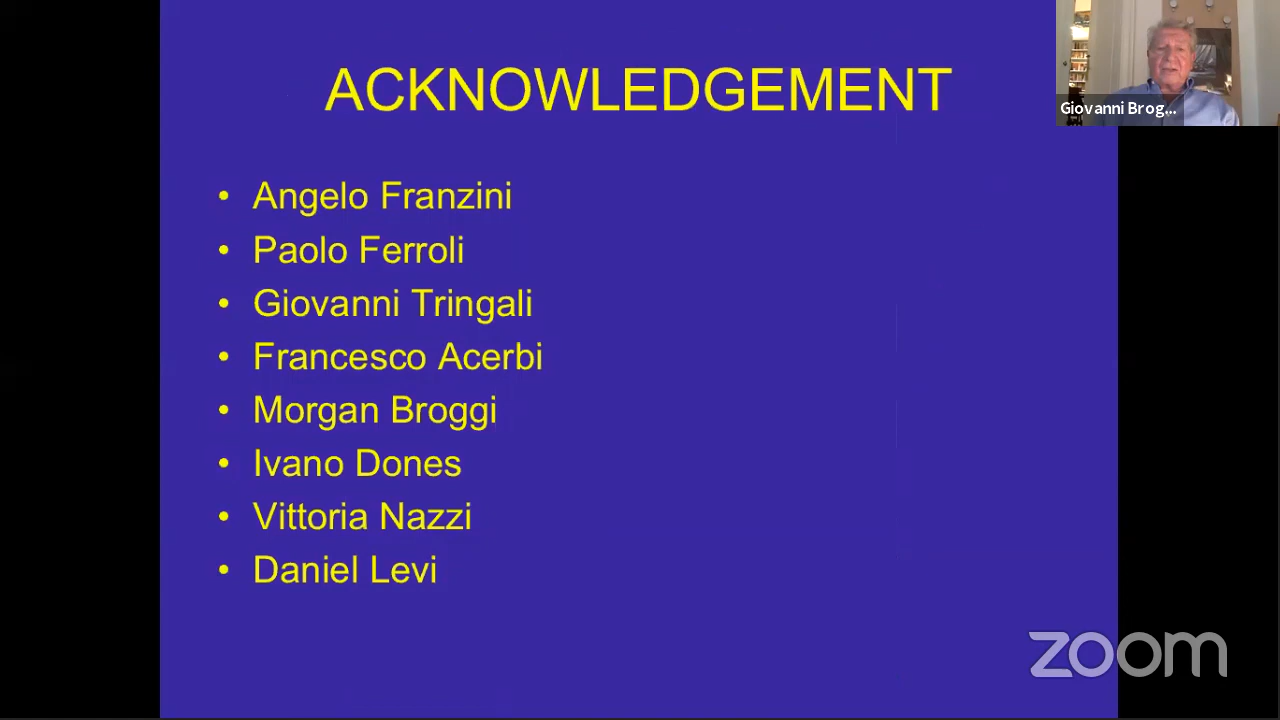 ACKNOWLEDGEMENT
Giovanni Brog...
• Angelo Franzini
• Paolo Ferroli
• Giovanni Tringali
• Francesco Acerbi
• Morgan Broggi
• Ivano Dones
• Vittoria Nazzi
• Daniel Levi
zoom